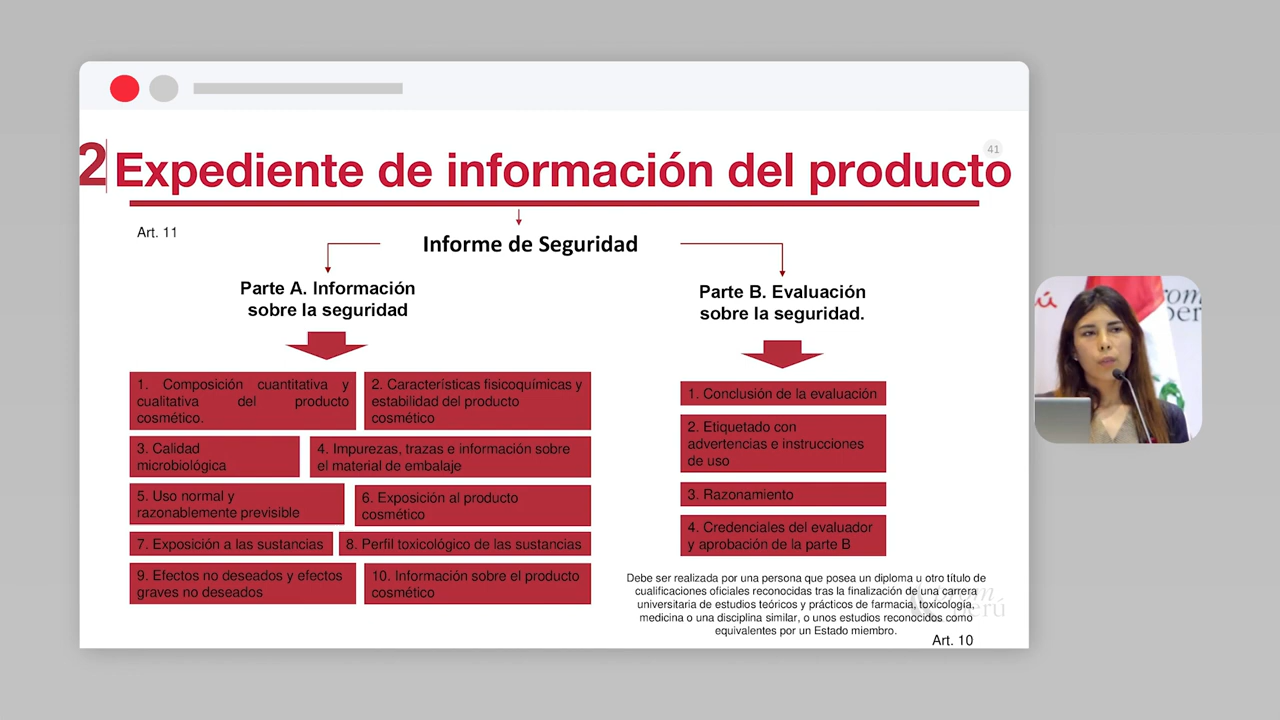 2 Expediente de información del producto
41
Art. 11
Informe de Seguridad
Parte A. Información
sobre la seguridad
1. Composición cuantitativa y
cualitativa del producto
cosmético.
2. Características fisicoquímicas y
estabilidad del producto
cosmético
3. Calidad
microbiológica
4. Impurezas, trazas e información sobre
el material de embalaje
5. Uso normal y
razonablemente previsible
6. Exposición al producto
cosmético
7. Exposición a las sustancias
8. Perfil toxicológico de las sustancias
9. Efectos no deseados y efectos
graves no deseados
10. Información sobre el producto
cosmético
Parte B. Evaluación
sobre la seguridad.
1. Conclusión de la evaluación
2. Etiquetado con
advertencias e instrucciones
de uso
3. Razonamiento
4. Credenciales del evaluador
y aprobación de la parte B
Debe ser realizada por una persona que posea un diploma u otro título de
cualificaciones oficiales reconocidas tras la finalización de una carrera
universitaria de estudios teóricos y prácticos de farmacia, toxicología,
medicina o una disciplina similar, o unos estudios reconocidos como
equivalentes por un Estado miembro.
Art. 10